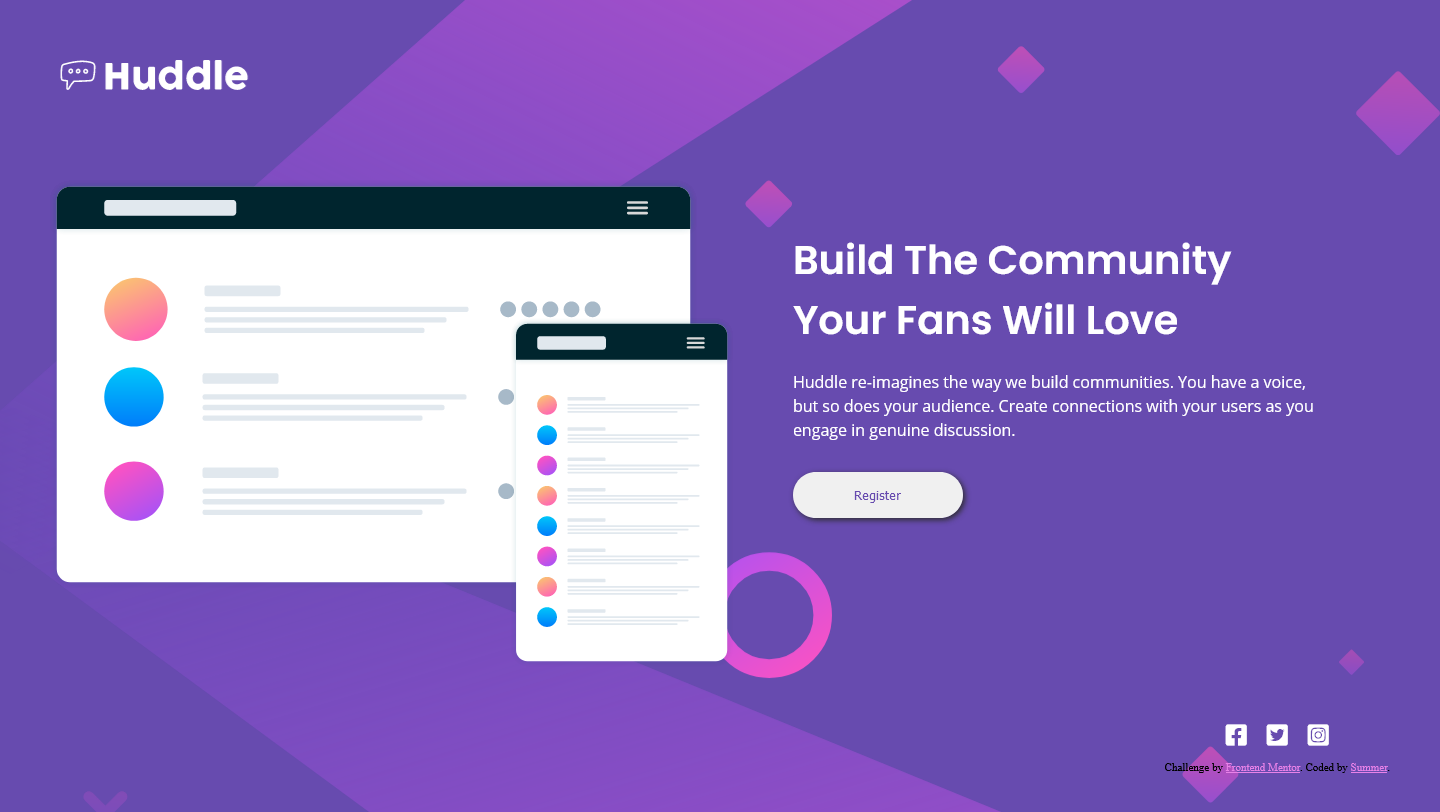 Huddle
Build The Community
Your Fans Will Love
Huddle re-imagines the way we build communities. You have a voice,
but so does your audience. Create connections with your users as you
engage in genuine discussion.
Register
Challenge by Frontend Mentor. Coded by Summer.